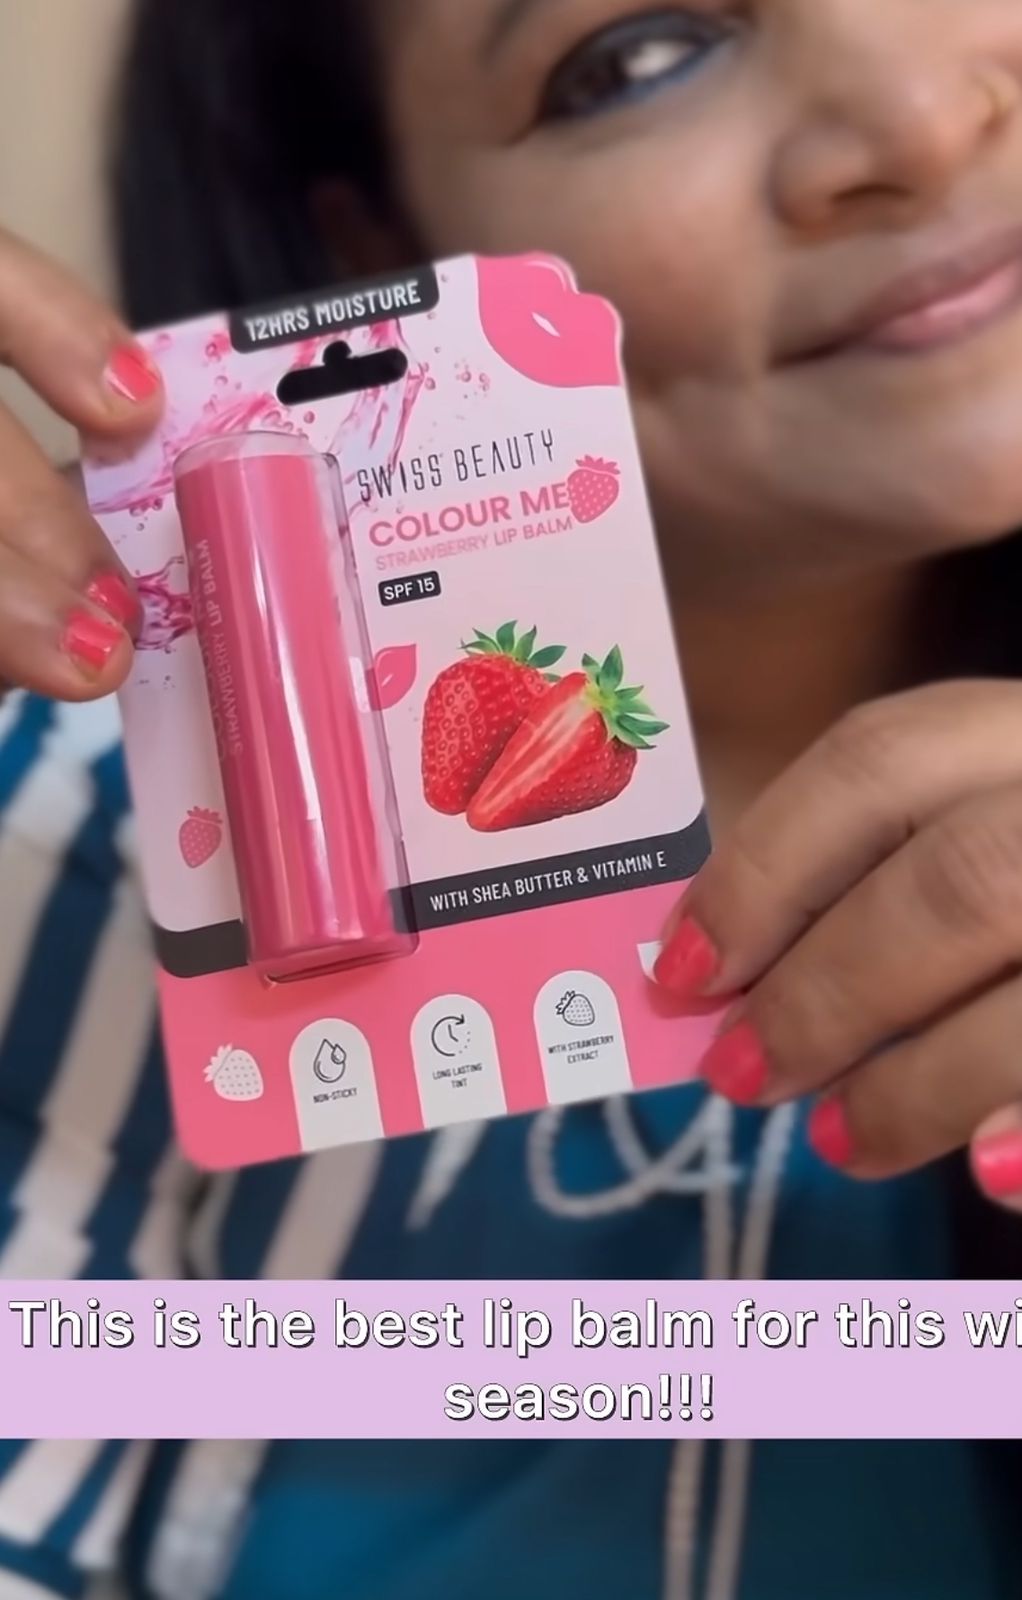 12HRS MOISTURE
SWISS BEAUTY
COLOUR ME
STRAWBERRY LIP BALM
SPF 15
STRAWBERRY LIP BALM
WITH SHEA BUTTER & VITAMIN E
NON-STICKY
LONG LASTING
TINT
WITH STRAWBERRY
EXTRACT
This is the best lip balm for this wi
season!!!